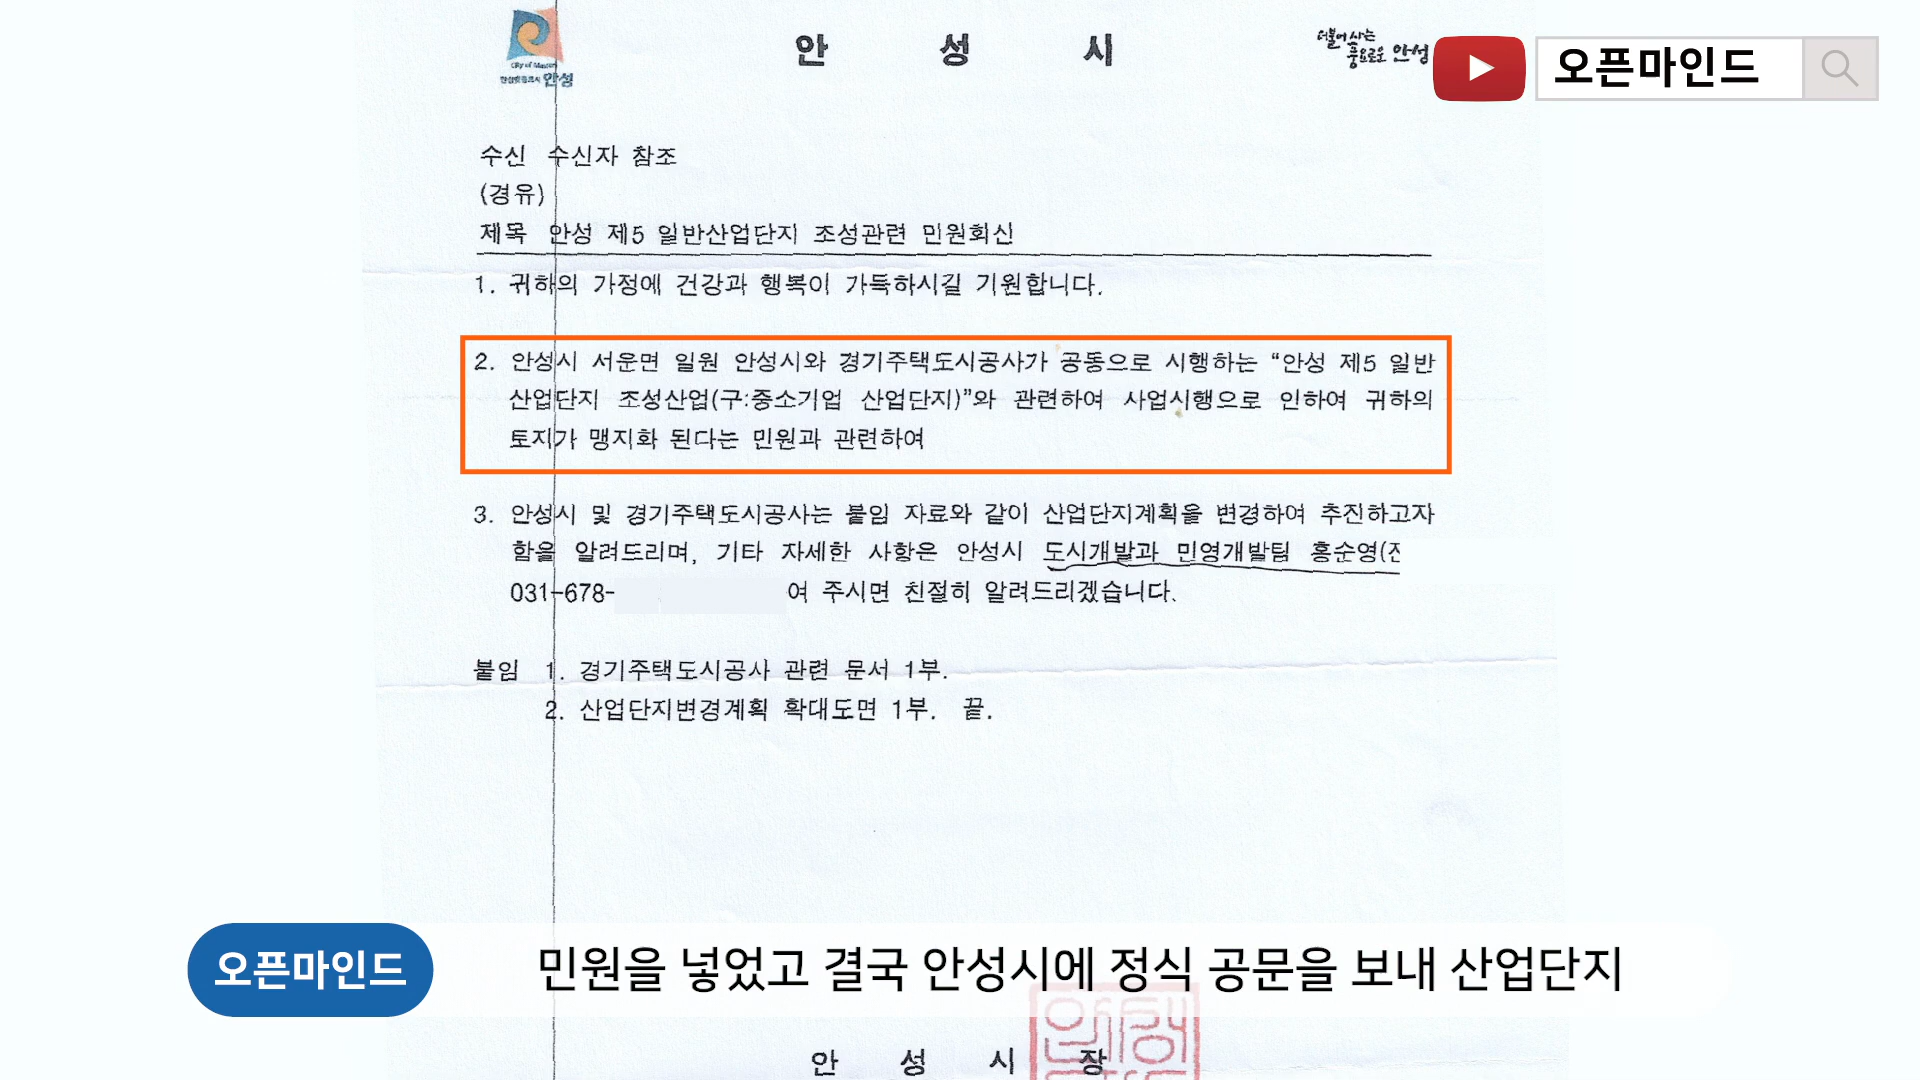 City of Masters
안성맞춤도시 안성
안 성 시
더불어 사는
풍요로운 안성
오픈마인드
수신 수신자 참조
(경유)
제목 안성 제5 일반산업단지 조성관련 민원회신
1. 귀하의 가정에 건강과 행복이 가득하시길 기원합니다.
2. 안성시 서운면 일원 안성시와 경기주택도시공사가 공동으로 시행하는 “안성 제5 일반
산업단지 조성산업(구:중소기업 산업단지)”와 관련하여 사업시행으로 인하여 귀하의
토지가 맹지화 된다는 민원과 관련하여
3. 안성시 및 경기주택도시공사는 붙임 자료와 같이 산업단지계획을 변경하여 추진하고자
함을 알려드리며, 기타 자세한 사항은 안성시 도시개발과 민영개발팀 홍순영(전
031-678- 여 주시면 친절히 알려드리겠습니다.
붙임 1. 경기주택도시공사 관련 문서 1부.
2. 산업단지변경계획 확대도면 1부. 끝.
오픈마인드 민원을 넣었고 결국 안성시에 정식 공문을 보내 산업단지
안 성 시 장